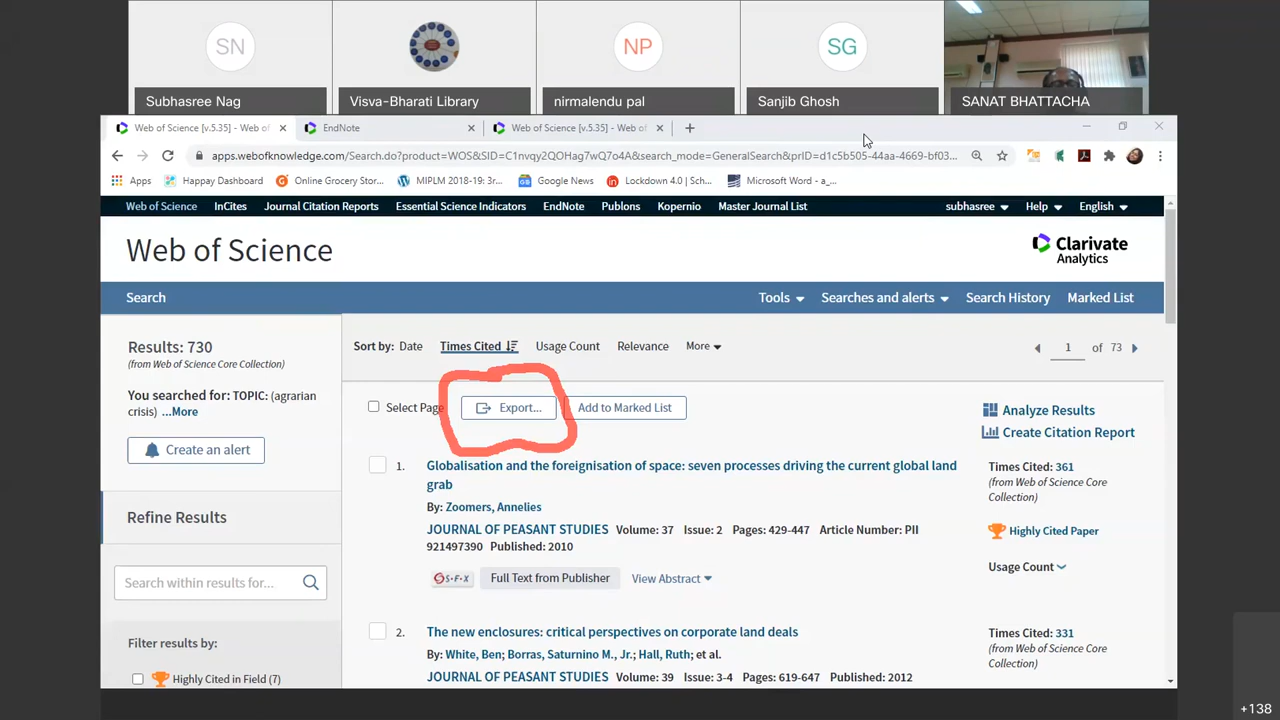 SN
NP
SG
Subhasree Nag
Visva-Bharati Library
nirmalendu pal
Sanjib Ghosh
SANAT BHATTACHA
Web of Science [v.5.35] - Web of
EndNote
Web of Science [v.5.35] - Web of
apps.webofknowledge.com/Search.do?product=WOS&SID=C1nvqy2QOHag7wQ7o4A&search_mode=GeneralSearch&prID=d1c5b505-44aa-4669-bf03...
Apps
Happay Dashboard
Online Grocery Stor...
MIPLM 2018-19: 3r...
Google News
Lockdown 4.0 | Sch...
Microsoft Word - a_...
Web of Science
InCites
Journal Citation Reports
Essential Science Indicators
EndNote
Publons
Kopernio
Master Journal List
subhasree
Help
English
Web of Science
Clarivate
Analytics
Search
Tools
Searches and alerts
Search History
Marked List
Results: 730
(from Web of Science Core Collection)
You searched for: TOPIC: (agrarian
crisis) ...More
Create an alert
Refine Results
Search within results for...
Filter results by:
Highly Cited in Field (7)
Sort by: Date
Times Cited
Usage Count
Relevance
More
1 of 73
Select Page
Export...
Add to Marked List
Analyze Results
Create Citation Report
1. Globalisation and the foreignisation of space: seven processes driving the current global land
grab
By: Zoomers, Annelies
JOURNAL OF PEASANT STUDIES Volume: 37 Issue: 2 Pages: 429-447 Article Number: PII
921497390 Published: 2010
S·F·X
Full Text from Publisher
View Abstract
Times Cited: 361
(from Web of Science Core
Collection)
Highly Cited Paper
Usage Count
2. The new enclosures: critical perspectives on corporate land deals
By: White, Ben; Borras, Saturnino M., Jr.; Hall, Ruth; et al.
JOURNAL OF PEASANT STUDIES Volume: 39 Issue: 3-4 Pages: 619-647 Published: 2012
Times Cited: 331
(from Web of Science Core
Collection)
+138